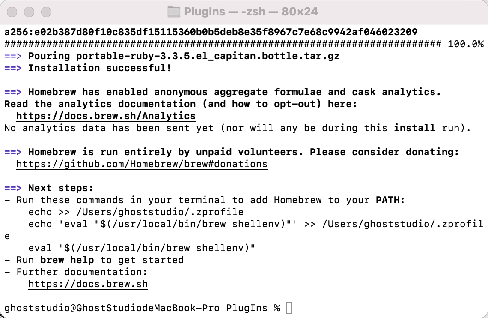 PlugIns — -zsh — 80x24
a256:e02b387d80f10c835df15115360b0b5deb8e35f8967c7e68c9942af046023209
######################################################################## 100.0%
==> Pouring portable-ruby-3.3.5.el_capitan.bottle.tar.gz
==> Installation successful!
==> Homebrew has enabled anonymous aggregate formulae and cask analytics.
Read the analytics documentation (and how to opt-out) here:
https://docs.brew.sh/Analytics
No analytics data has been sent yet (nor will any be during this install run).
==> Homebrew is run entirely by unpaid volunteers. Please consider donating:
https://github.com/Homebrew/brew#donations
==> Next steps:
- Run these commands in your terminal to add Homebrew to your PATH:
echo >> /Users/ghoststudio/.zprofile
echo 'eval "$(/usr/local/bin/brew shellenv)"' >> /Users/ghoststudio/.zprofil
e
eval "$(/usr/local/bin/brew shellenv)"
- Run brew help to get started
- Further documentation:
https://docs.brew.sh
ghoststudio@GhostStudiodeMacBook-Pro PlugIns %